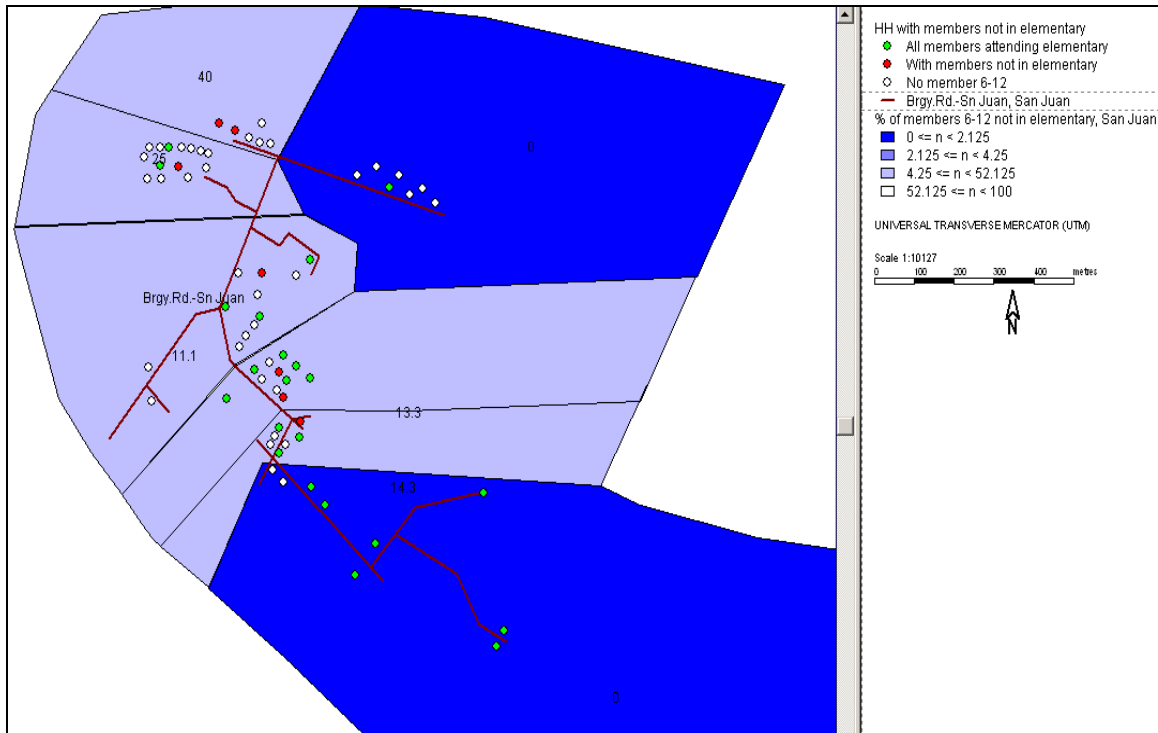 40
0
25
Brgy.Rd.-Sn Juan
11.1
13.3
14.3
0
HH with members not in elementary
All members attending elementary
With members not in elementary
No member 6-12
Brgy.Rd.-Sn Juan, San Juan
% of members 6-12 not in elementary, San Juan
0 <= n < 2.125
2.125 <= n < 4.25
4.25 <= n < 52.125
52.125 <= n < 100
UNIVERSAL TRANSVERSE MERCATOR (UTM)
Scale 1:10127
0 100 200 300 400 metres
N